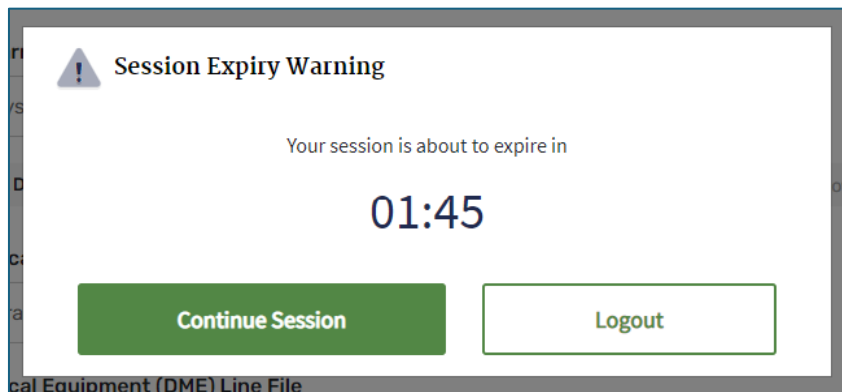 Session Expiry Warning
Your session is about to expire in
01:45
Continue Session
Logout
cal Equipment (DME) Line File